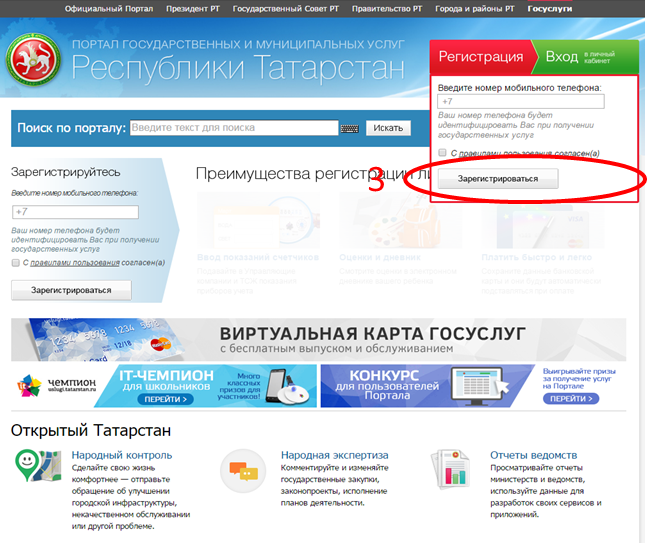 Официальный Портал Президент РТ Государственный Совет РТ Правительство РТ Города и районы РТ Госуслуги
ПОРТАЛ ГОСУДАРСТВЕННЫХ И МУНИЦИПАЛЬНЫХ УСЛУГ
Республики Татарстан
Регистрация Вход в личный кабинет
Введите номер мобильного телефона:
+7
Ваш номер телефона будет
идентифицировать Вас при получении
государственных услуг
С правилами пользования согласен(а)
Зарегистрироваться
Поиск по порталу: Введите текст для поиска Искать
Зарегистрируйтесь
Введите номер мобильного телефона:
+7
Ваш номер телефона будет
идентифицировать Вас при получении
государственных услуг
С правилами пользования согласен(а)
Зарегистрироваться
Преимущества регистрации ли
3
Ввод показаний счетчиков
Оценки в дневник
Платить быстро и легко
ВИРТУАЛЬНАЯ КАРТА ГОСУСЛУГ
с бесплатным выпуском и обслуживанием
MasterCard
чемпион
uslugi.tatarstan.ru
IT-ЧЕМПИОН
для школьников
Много
классных
призов для
участников!
ПЕРЕЙТИ >
КОНКУРС
для пользователей
Портала
Выигрывайте призы
за получение услуг
на Портале
ПЕРЕЙТИ >
Открытый Татарстан
Народный контроль
Сделайте свою жизнь
комфортнее — отправьте
обращение об улучшении
городской инфраструктуры,
некачественном обслуживании
или другой проблеме.
Народная экспертиза
Комментируйте и изменяйте
государственные закупки,
законопроекты, исполнение
планов деятельности.
Отчеты ведомств
Просматривайте отчеты
министерств и ведомств,
используйте данные для
разработок своих сервисов и
приложений.